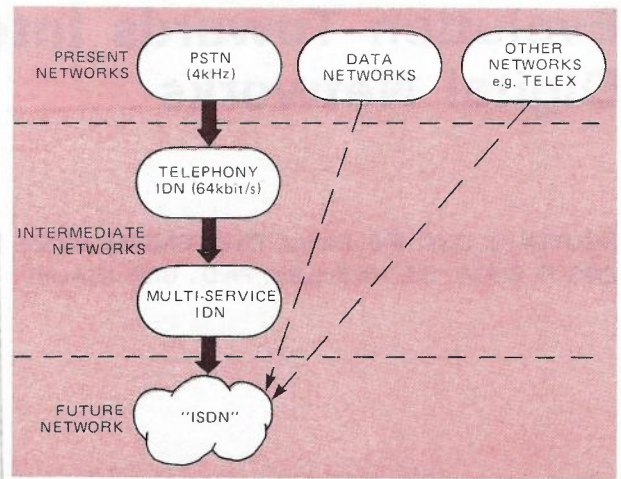 PRESENT
NETWORKS
PSTN
(4kHz)
DATA
NETWORKS
OTHER
NETWORKS
e.g. TELEX
TELEPHONY
IDN (64kbit/s)
INTERMEDIATE
NETWORKS
MULTI-SERVICE
IDN
FUTURE
NETWORK
"ISDN"